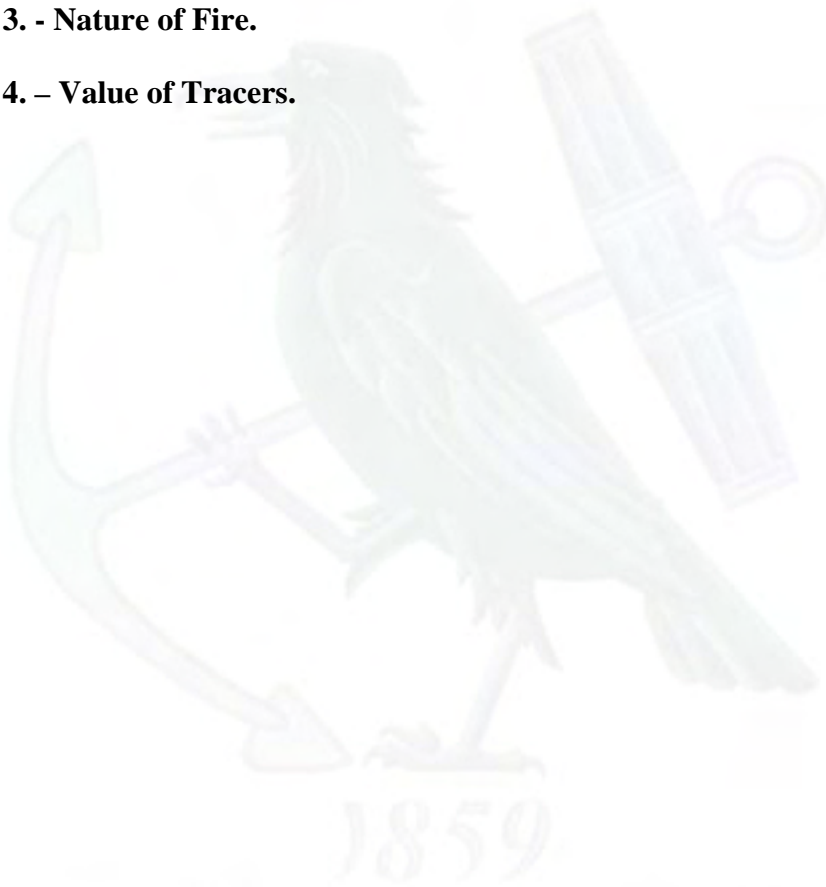 3. - Nature of Fire.
4. – Value of Tracers.
1859